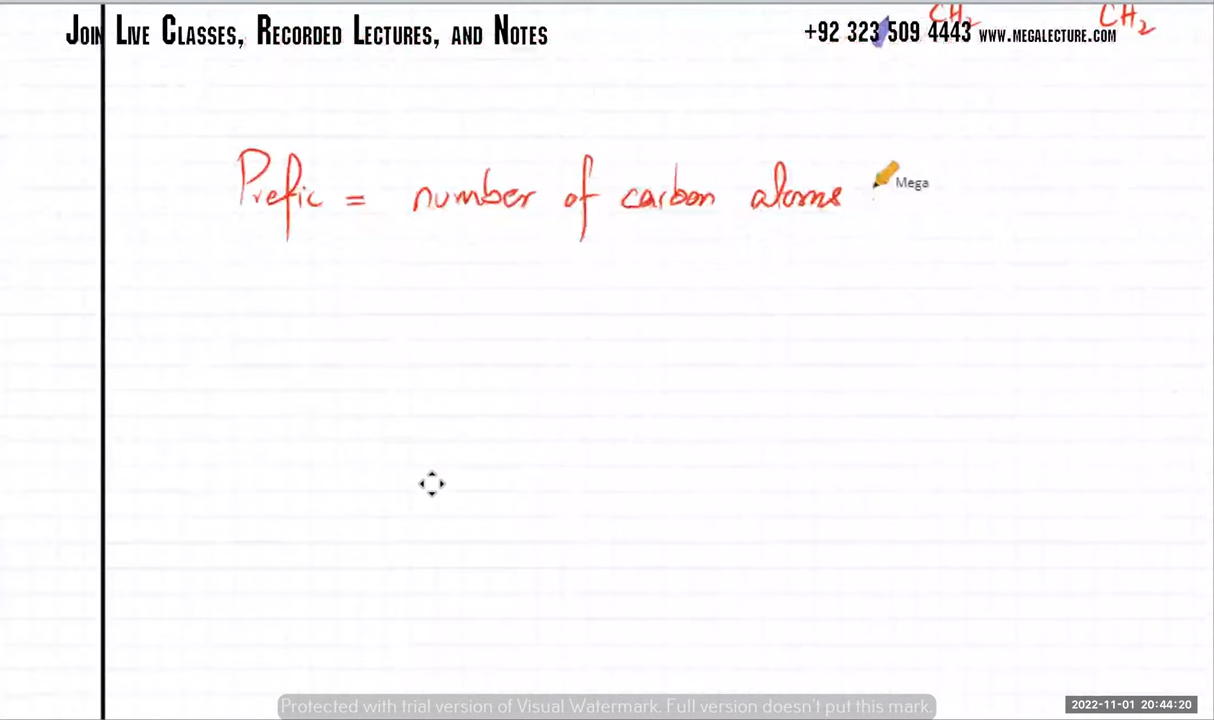 CH2 CH2
JOIN LIVE CLASSES, RECORDED LECTURES, AND NOTES +92 323 509 4443 WWW.MEGALECTURE.COM
Prefic = number of carbon atoms Mega
Protected with trial version of Visual Watermark. Full version doesn't put this mark.
2022-11-01 20:44:20